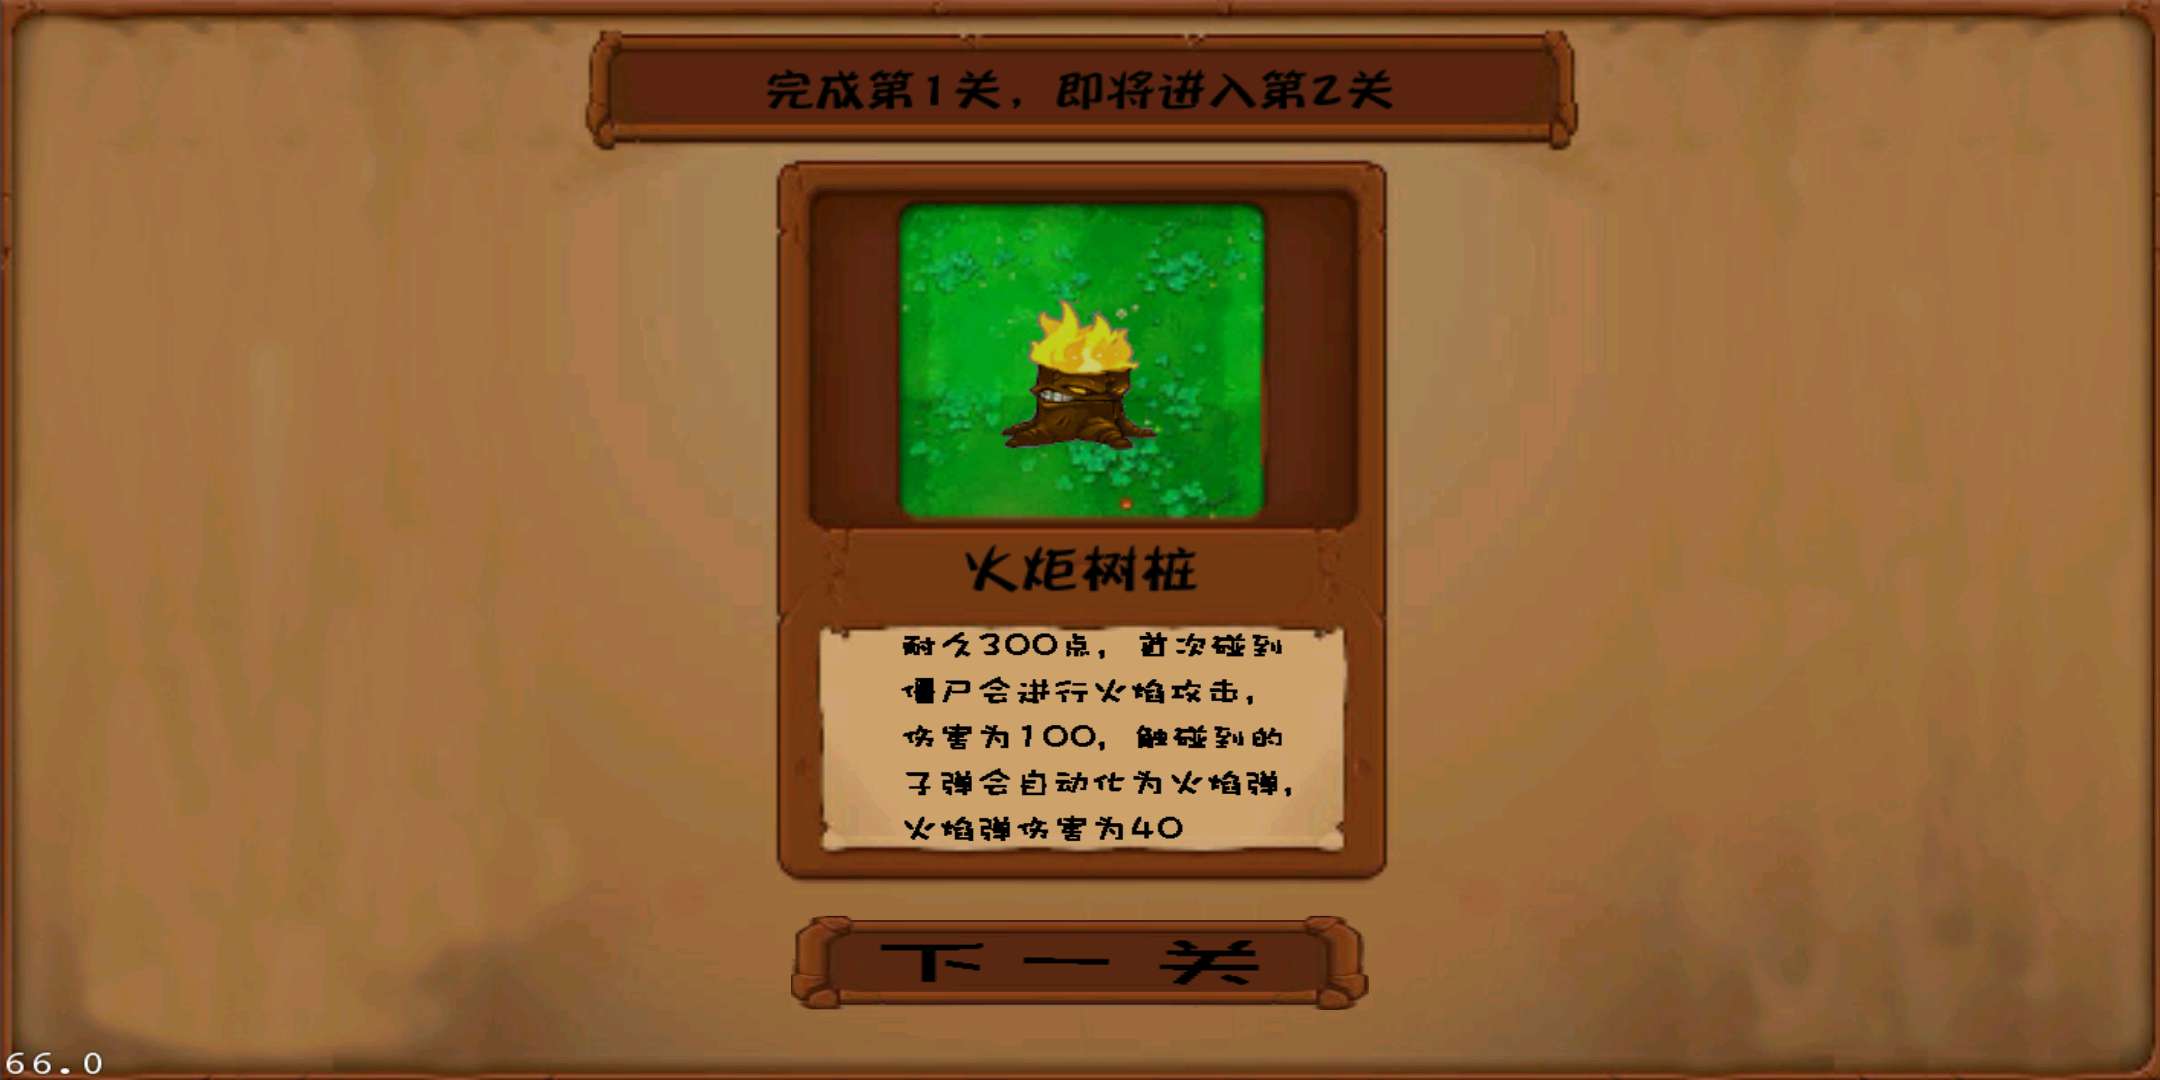 完成第1关，即将进入第2关
火炬树桩
耐久300点，首次碰到
僵尸会进行火焰攻击，
伤害为100，触碰到的
子弹会自动化为火焰弹，
火焰弹伤害为40
下一关
66.0